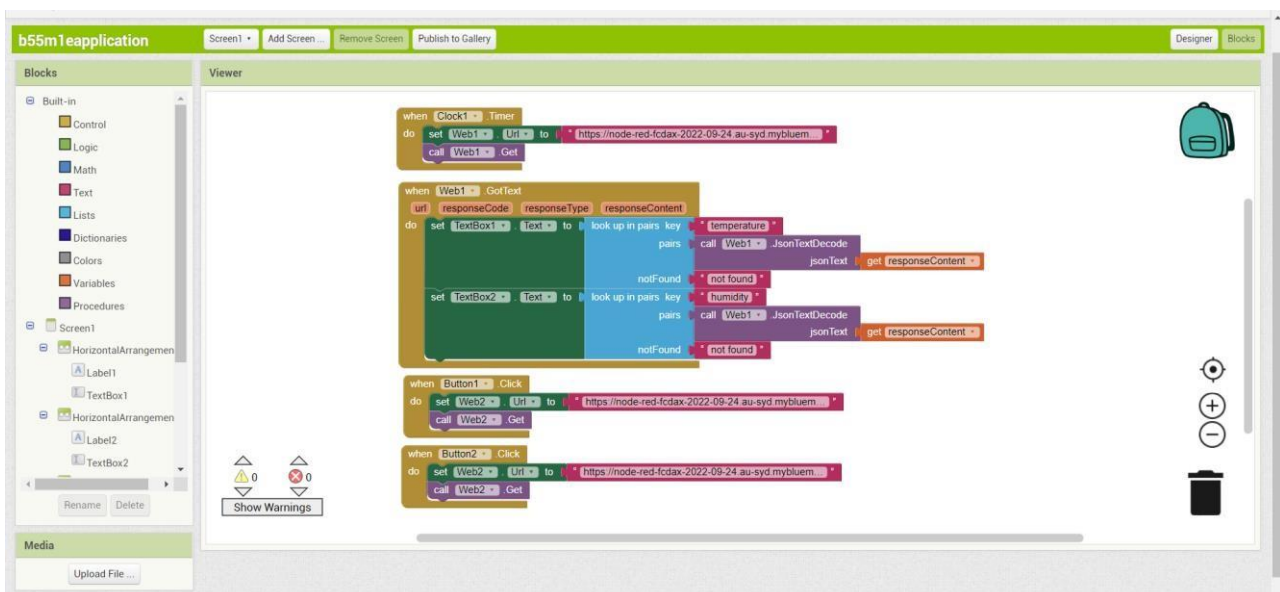 b55m1eapplication
Screen1
Add Screen ...
Remove Screen
Publish to Gallery
Designer
Blocks
Blocks
Viewer
Built-in
Control
Logic
Math
Text
Lists
Dictionaries
Colors
Variables
Procedures
Screen1
HorizontalArrangemen
Label1
TextBox1
HorizontalArrangemen
Label2
TextBox2
Rename
Delete
Media
Upload File ...
when Clock1 .Timer
do set Web1 . Url to " https://node-red-fcdax-2022-09-24.au-syd.mybluem... "
call Web1 .Get
when Web1 .GotText
url responseCode responseType responseContent
do set TextBox1 . Text to look up in pairs key " temperature "
pairs call Web1 .JsonTextDecode
jsonText get responseContent
notFound " not found "
set TextBox2 . Text to look up in pairs key " humidity "
pairs call Web1 .JsonTextDecode
jsonText get responseContent
notFound " not found "
when Button1 .Click
do set Web2 . Url to " https://node-red-fcdax-2022-09-24.au-syd.mybluem... "
call Web2 .Get
when Button2 .Click
do set Web2 . Url to " https://node-red-fcdax-2022-09-24.au-syd.mybluem... "
call Web2 .Get
0 0
Show Warnings